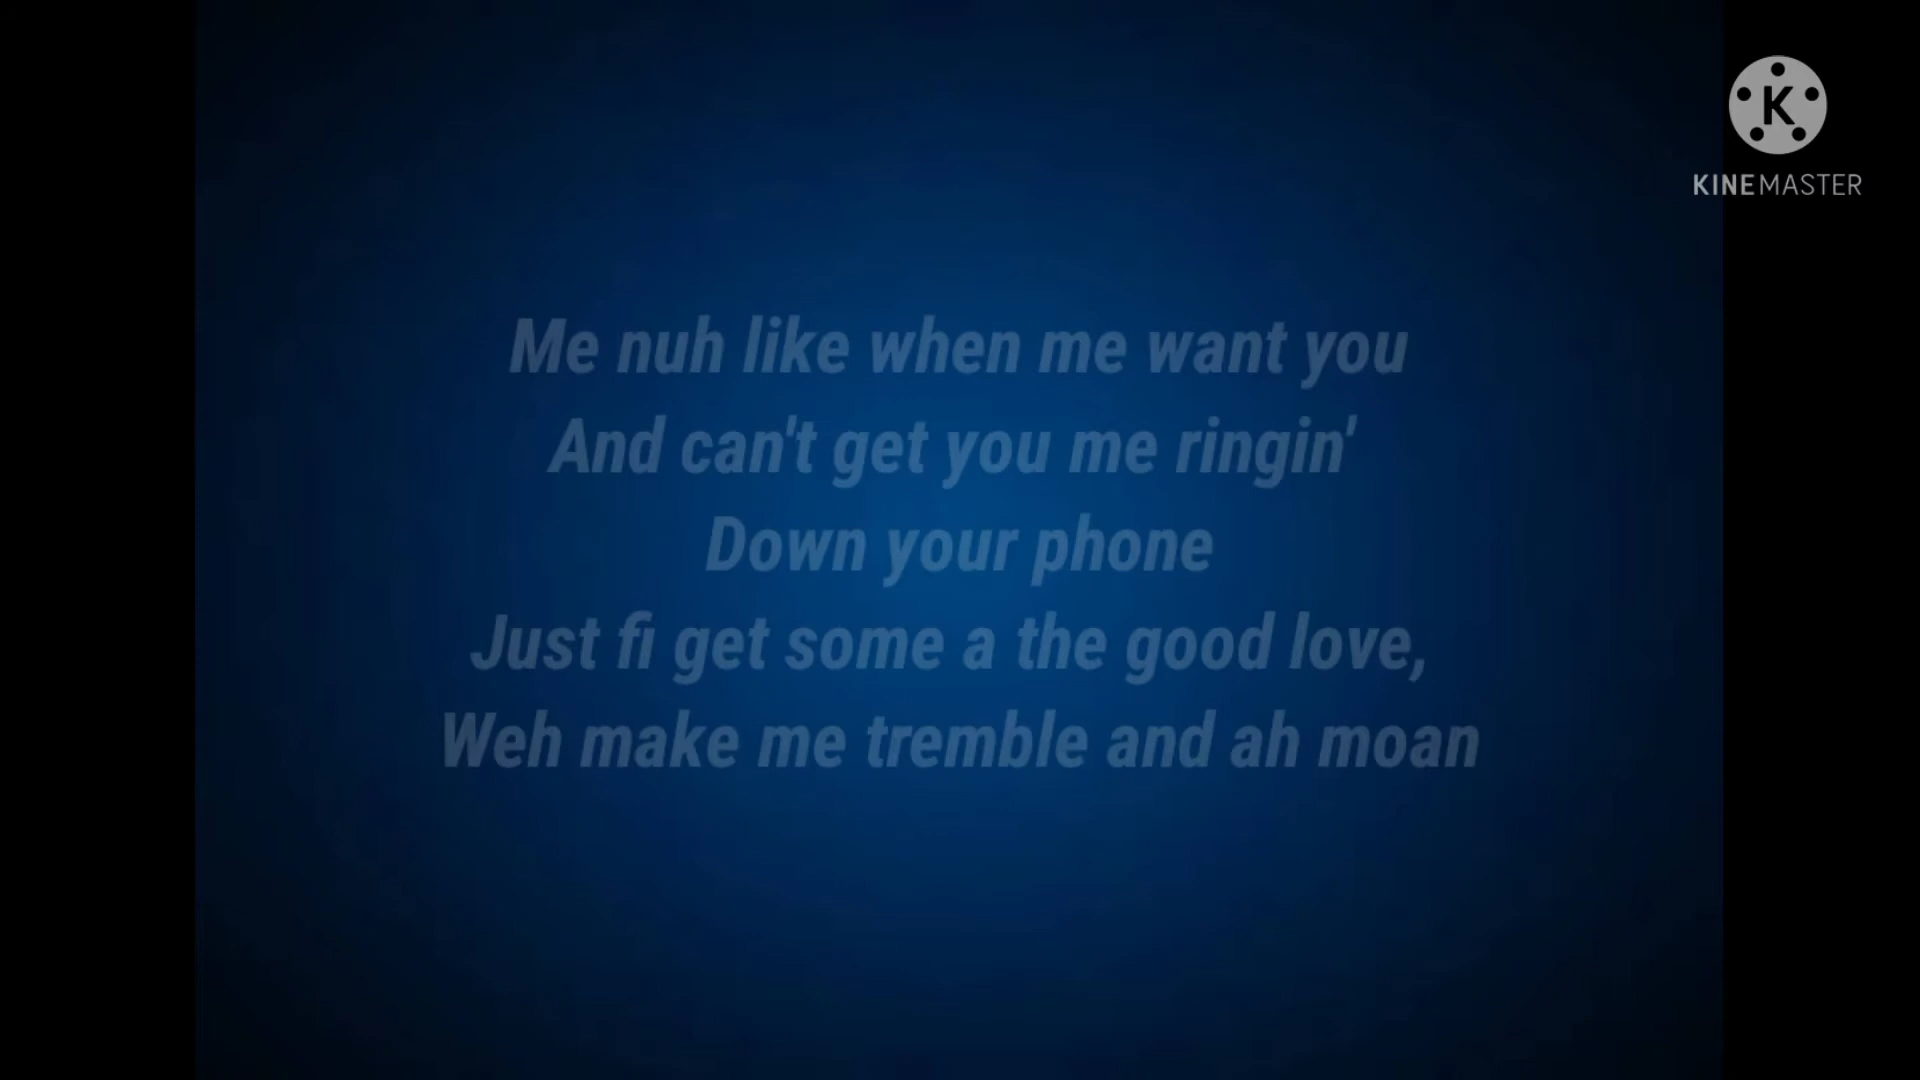 K
KINEMASTER
Me nuh like when me want you
And can't get you me ringin'
Down your phone
Just fi get some a the good love,
Weh make me tremble and ah moan